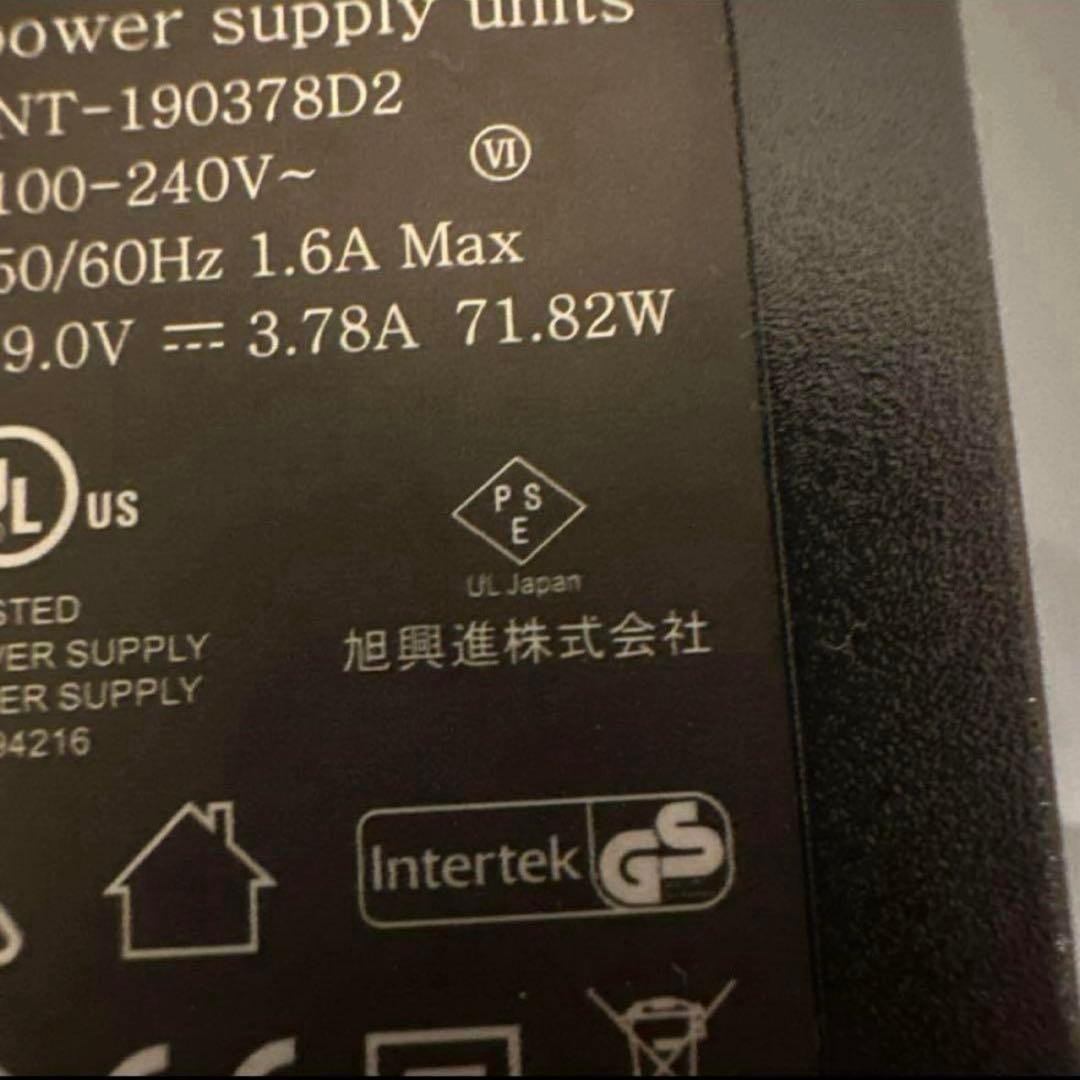 power supply units
NT-190378D2
100-240V~
VI
50/60Hz 1.6A Max
9.0V ⎓ 3.78A 71.82W
UL US
PSE
UL Japan
旭興進株式会社
STED
ER SUPPLY
ER SUPPLY
94216
Intertek GS